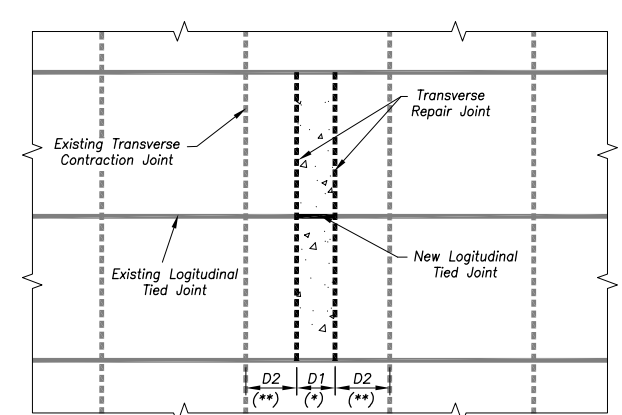 Transverse
Repair Joint
Existing Transverse
Contraction Joint
New Logitudinal
Tied Joint
Existing Logitudinal
Tied Joint
D2 D1 D2
(**) (*) (**)